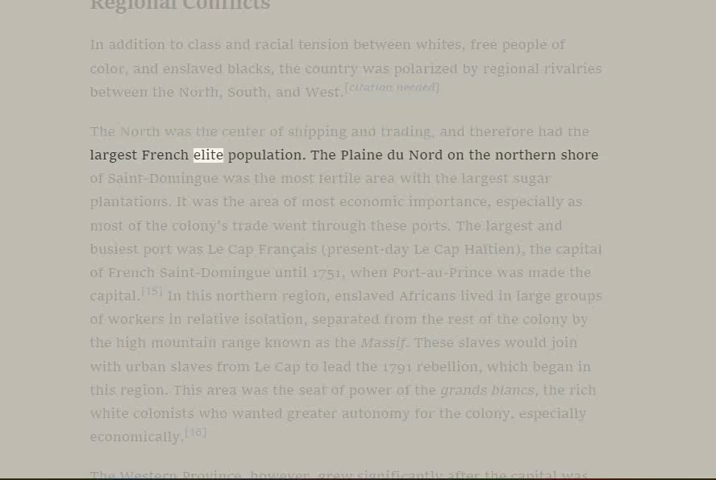 Regional Conflicts
In addition to class and racial tension between whites, free people of
color, and enslaved blacks, the country was polarized by regional rivalries
between the North, South, and West.[citation needed]
The North was the center of shipping and trading, and therefore had the
largest French elite population. The Plaine du Nord on the northern shore
of Saint-Domingue was the most fertile area with the largest sugar
plantations. It was the area of most economic importance, especially as
most of the colony's trade went through these ports. The largest and
busiest port was Le Cap Français (present-day Le Cap Haïtien), the capital
of French Saint-Domingue until 1751, when Port-au-Prince was made the
capital.[15] In this northern region, enslaved Africans lived in large groups
of workers in relative isolation, separated from the rest of the colony by
the high mountain range known as the Massif. These slaves would join
with urban slaves from Le Cap to lead the 1791 rebellion, which began in
this region. This area was the seat of power of the grands blancs, the rich
white colonists who wanted greater autonomy for the colony, especially
economically.[16]
The Western Province, however, grew significantly after the capital was